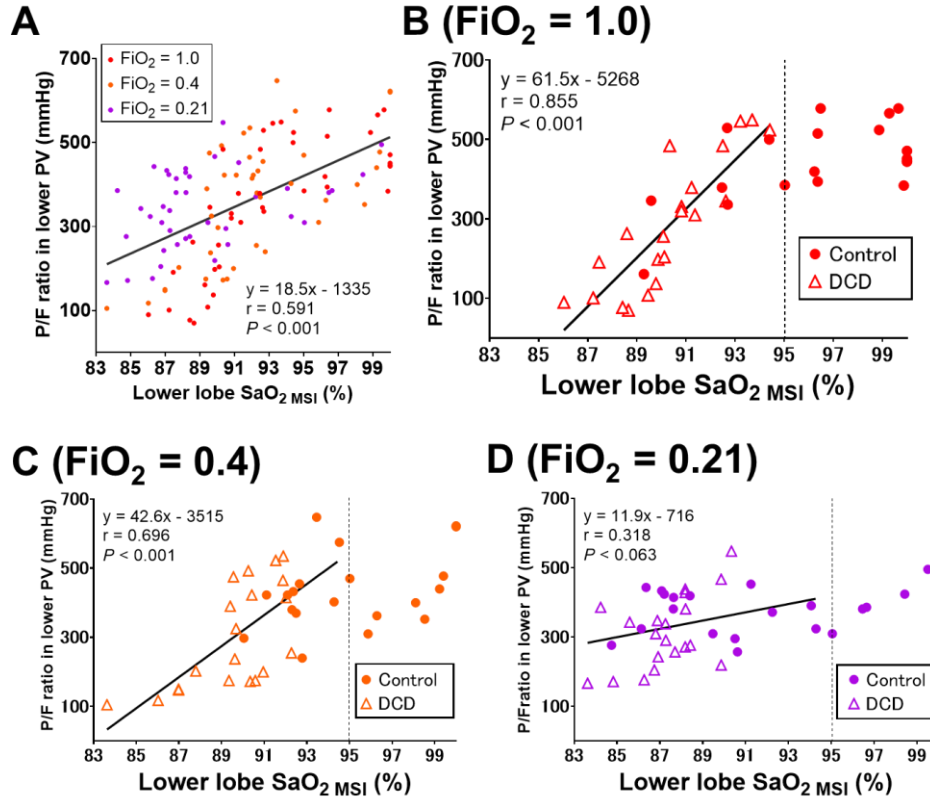 A
P/F ratio in lower PV (mmHg)
700
500
300
100
FiO2 = 1.0
FiO2 = 0.4
FiO2 = 0.21
y = 18.5x - 1335
r = 0.591
P < 0.001
83 85 87 89 91 93 95 97 99
Lower lobe SaO2 MSI (%)
B (FiO2 = 1.0)
P/F ratio in lower PV (mmHg)
700
500
300
100
y = 61.5x - 5268
r = 0.855
P < 0.001
Control
DCD
83 85 87 89 91 93 95 97 99
Lower lobe SaO2 MSI (%)
C (FiO2 = 0.4)
P/F ratio in lower PV (mmHg)
700
500
300
100
y = 42.6x - 3515
r = 0.696
P < 0.001
Control
DCD
83 85 87 89 91 93 95 97 99
Lower lobe SaO2 MSI (%)
D (FiO2 = 0.21)
P/Fratio in lower PV (mmHg)
700
500
300
100
y = 11.9x - 716
r = 0.318
P < 0.063
Control
DCD
83 85 87 89 91 93 95 97 99
Lower lobe SaO2 MSI (%)